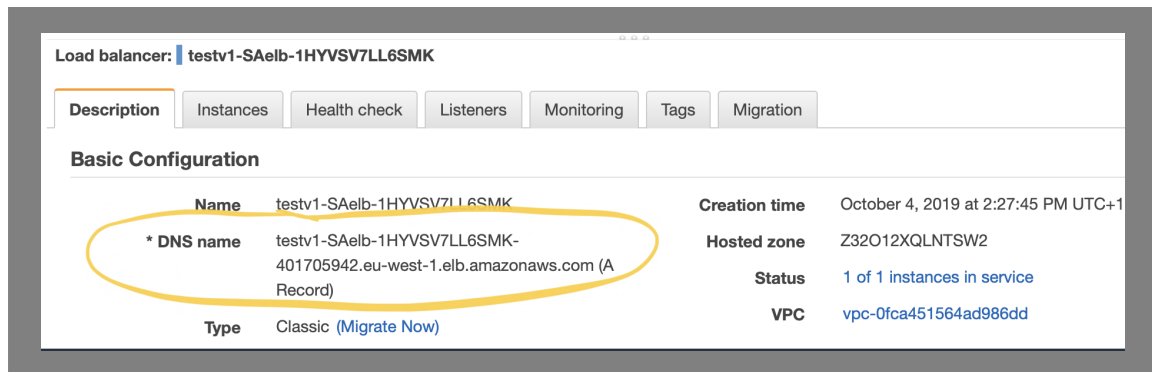 Load balancer: testv1-SAelb-1HYVSV7LL6SMK
Description Instances Health check Listeners Monitoring Tags Migration
Basic Configuration
Name testv1-SAelb-1HYVSV7LL6SMK Creation time October 4, 2019 at 2:27:45 PM UTC+1
* DNS name testv1-SAelb-1HYVSV7LL6SMK- Hosted zone Z32O12XQLNTSW2
401705942.eu-west-1.elb.amazonaws.com (A Status 1 of 1 instances in service
Record)
VPC vpc-0fca451564ad986dd
Type Classic (Migrate Now)